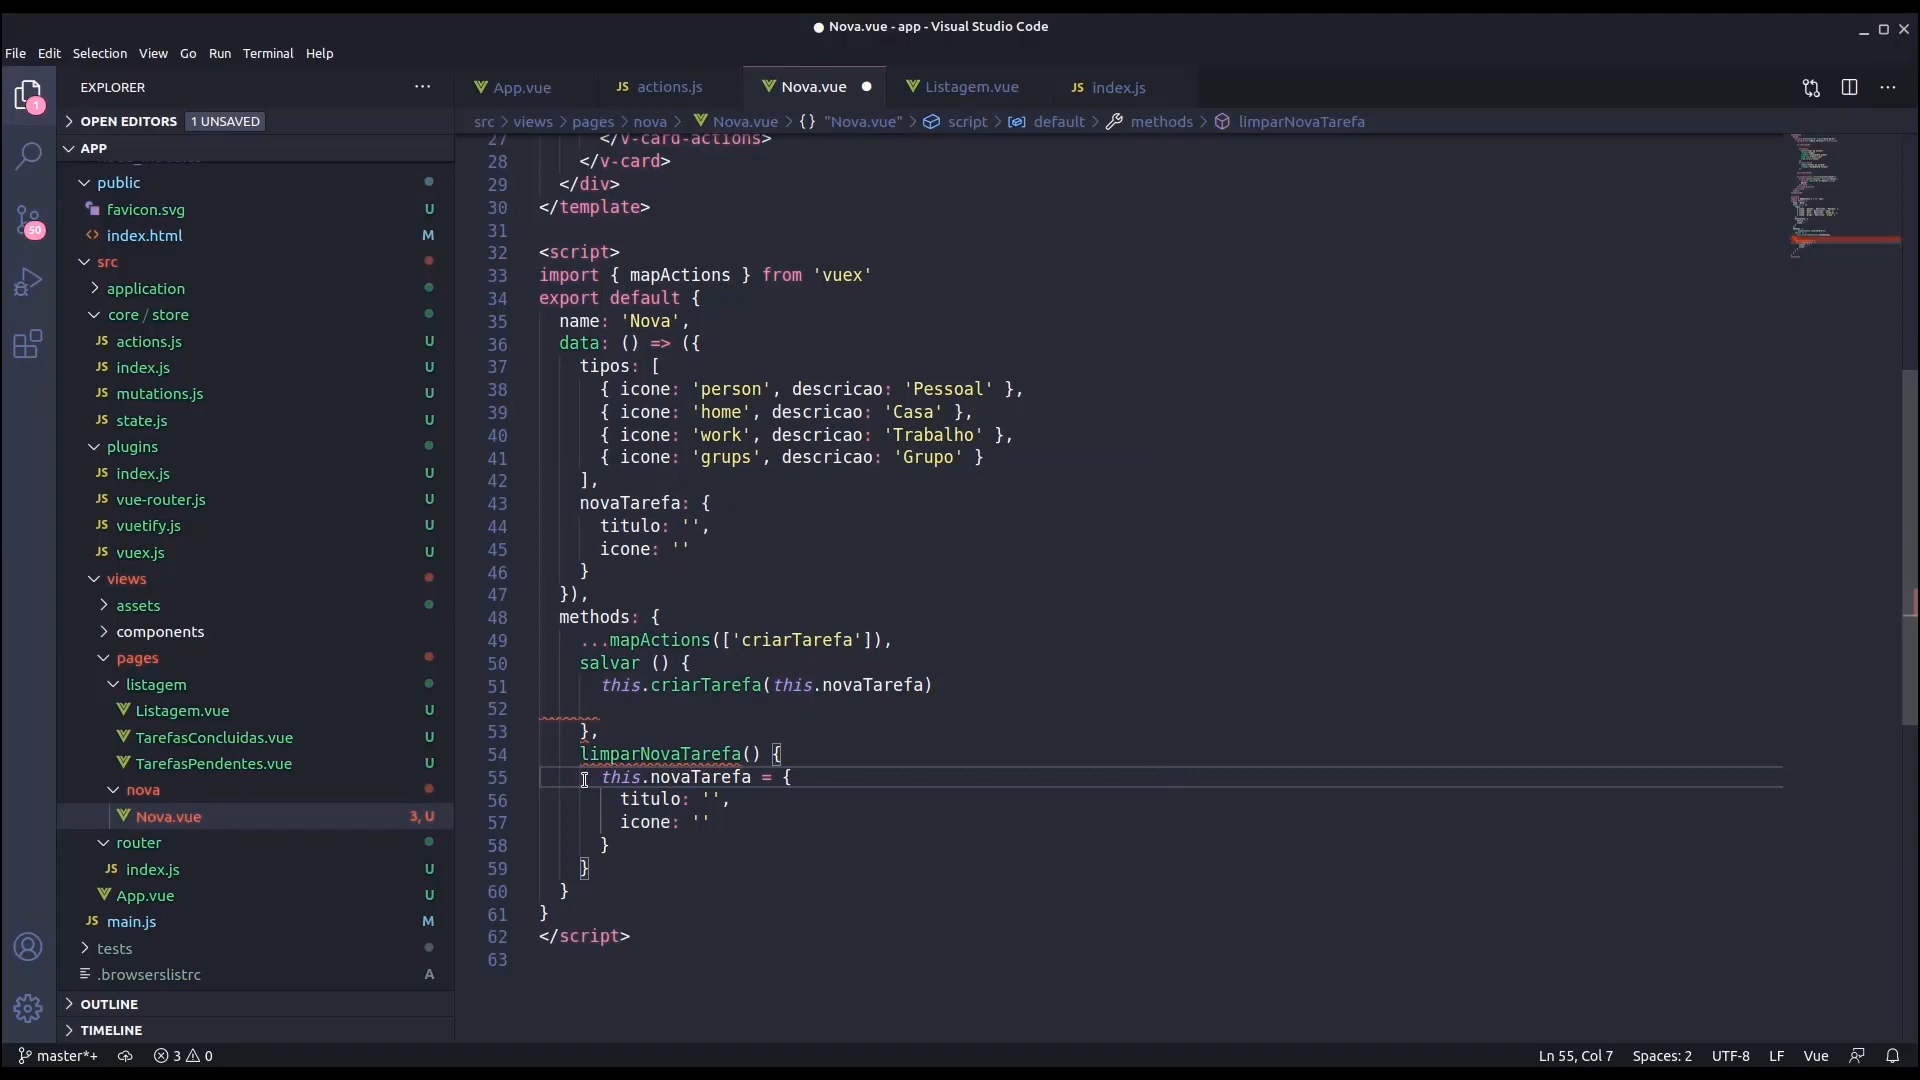 Nova.vue - app - Visual Studio Code
File Edit Selection View Go Run Terminal Help
EXPLORER
App.vue
JS actions.js
Nova.vue
Listagem.vue
JS index.js
1
OPEN EDITORS 1 UNSAVED
src > views > pages > nova > Nova.vue > {} "Nova.vue" > script > default > methods > limparNovaTarefa
APP
public
favicon.svg U
<> index.html M
50
src
application
core / store
JS actions.js U
JS index.js U
JS mutations.js U
JS state.js U
plugins
JS index.js U
JS vue-router.js U
JS vuetify.js U
JS vuex.js U
views
assets
components
pages
listagem
Listagem.vue U
TarefasConcluidas.vue U
TarefasPendentes.vue U
nova
Nova.vue 3, U
router
JS index.js U
App.vue U
JS main.js M
tests
.browserslistrc A
OUTLINE
TIMELINE
27 </v-card-actions>
28 </v-card>
29 </div>
30 </template>
31
32 <script>
33 import { mapActions } from 'vuex'
34 export default {
35 name: 'Nova',
36 data: () => ({
37 tipos: [
38 { icone: 'person', descricao: 'Pessoal' },
39 { icone: 'home', descricao: 'Casa' },
40 { icone: 'work', descricao: 'Trabalho' },
41 { icone: 'grups', descricao: 'Grupo' }
42 ],
43 novaTarefa: {
44 titulo: '',
45 icone: ''
46 }
47 }),
48 methods: {
49 ...mapActions(['criarTarefa']),
50 salvar () {
51 this.criarTarefa(this.novaTarefa)
52
53 },
54 limparNovaTarefa() {
55 this.novaTarefa = {
56 titulo: '',
57 icone: ''
58 }
59 }
60 }
61 }
62 </script>
63
master*+ 3 0 Ln 55, Col 7 Spaces: 2 UTF-8 LF Vue